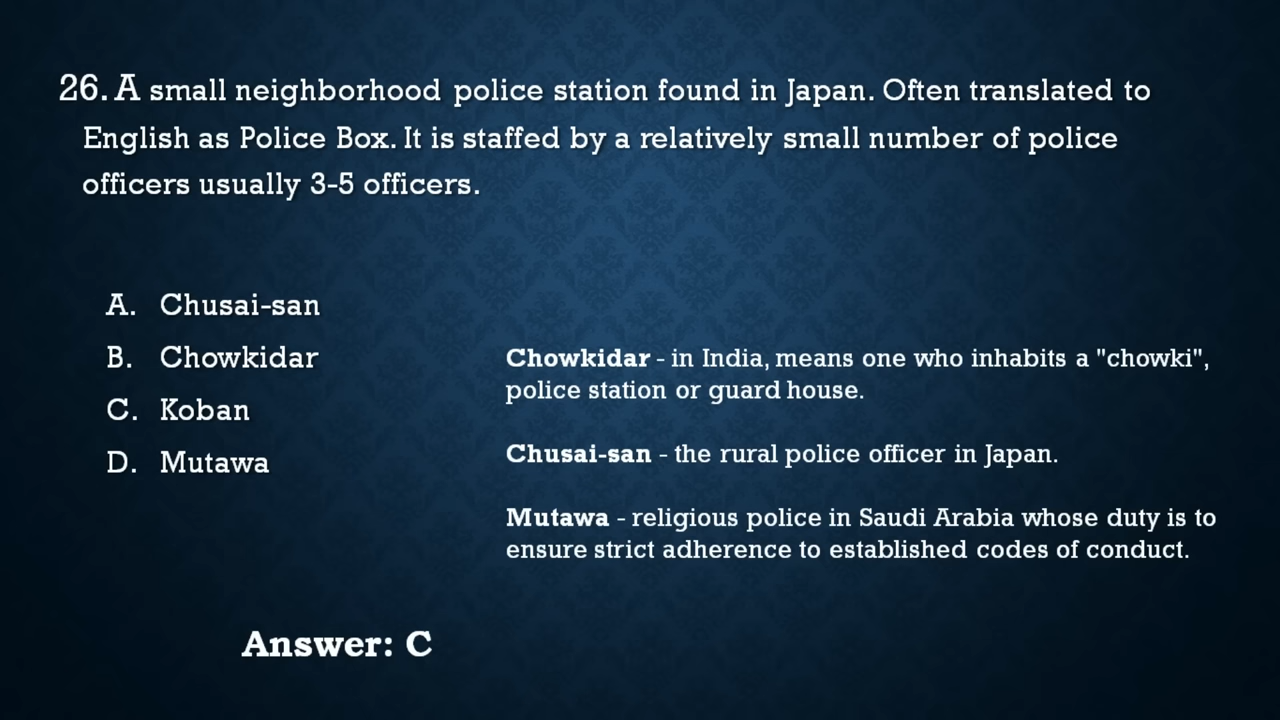 26. A small neighborhood police station found in Japan. Often translated to
English as Police Box. It is staffed by a relatively small number of police
officers usually 3-5 officers.
A. Chusai-san
B. Chowkidar
C. Koban
D. Mutawa
Chowkidar - in India, means one who inhabits a "chowki",
police station or guard house.
Chusai-san - the rural police officer in Japan.
Mutawa - religious police in Saudi Arabia whose duty is to
ensure strict adherence to established codes of conduct.
Answer: C